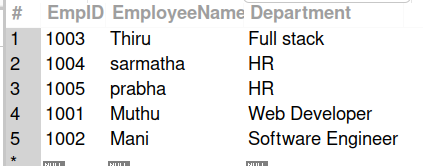 # EmpID EmployeeName Department
1 1003 Thiru Full stack
2 1004 sarmatha HR
3 1005 prabha HR
4 1001 Muthu Web Developer
5 1002 Mani Software Engineer
* NULL NULL NULL